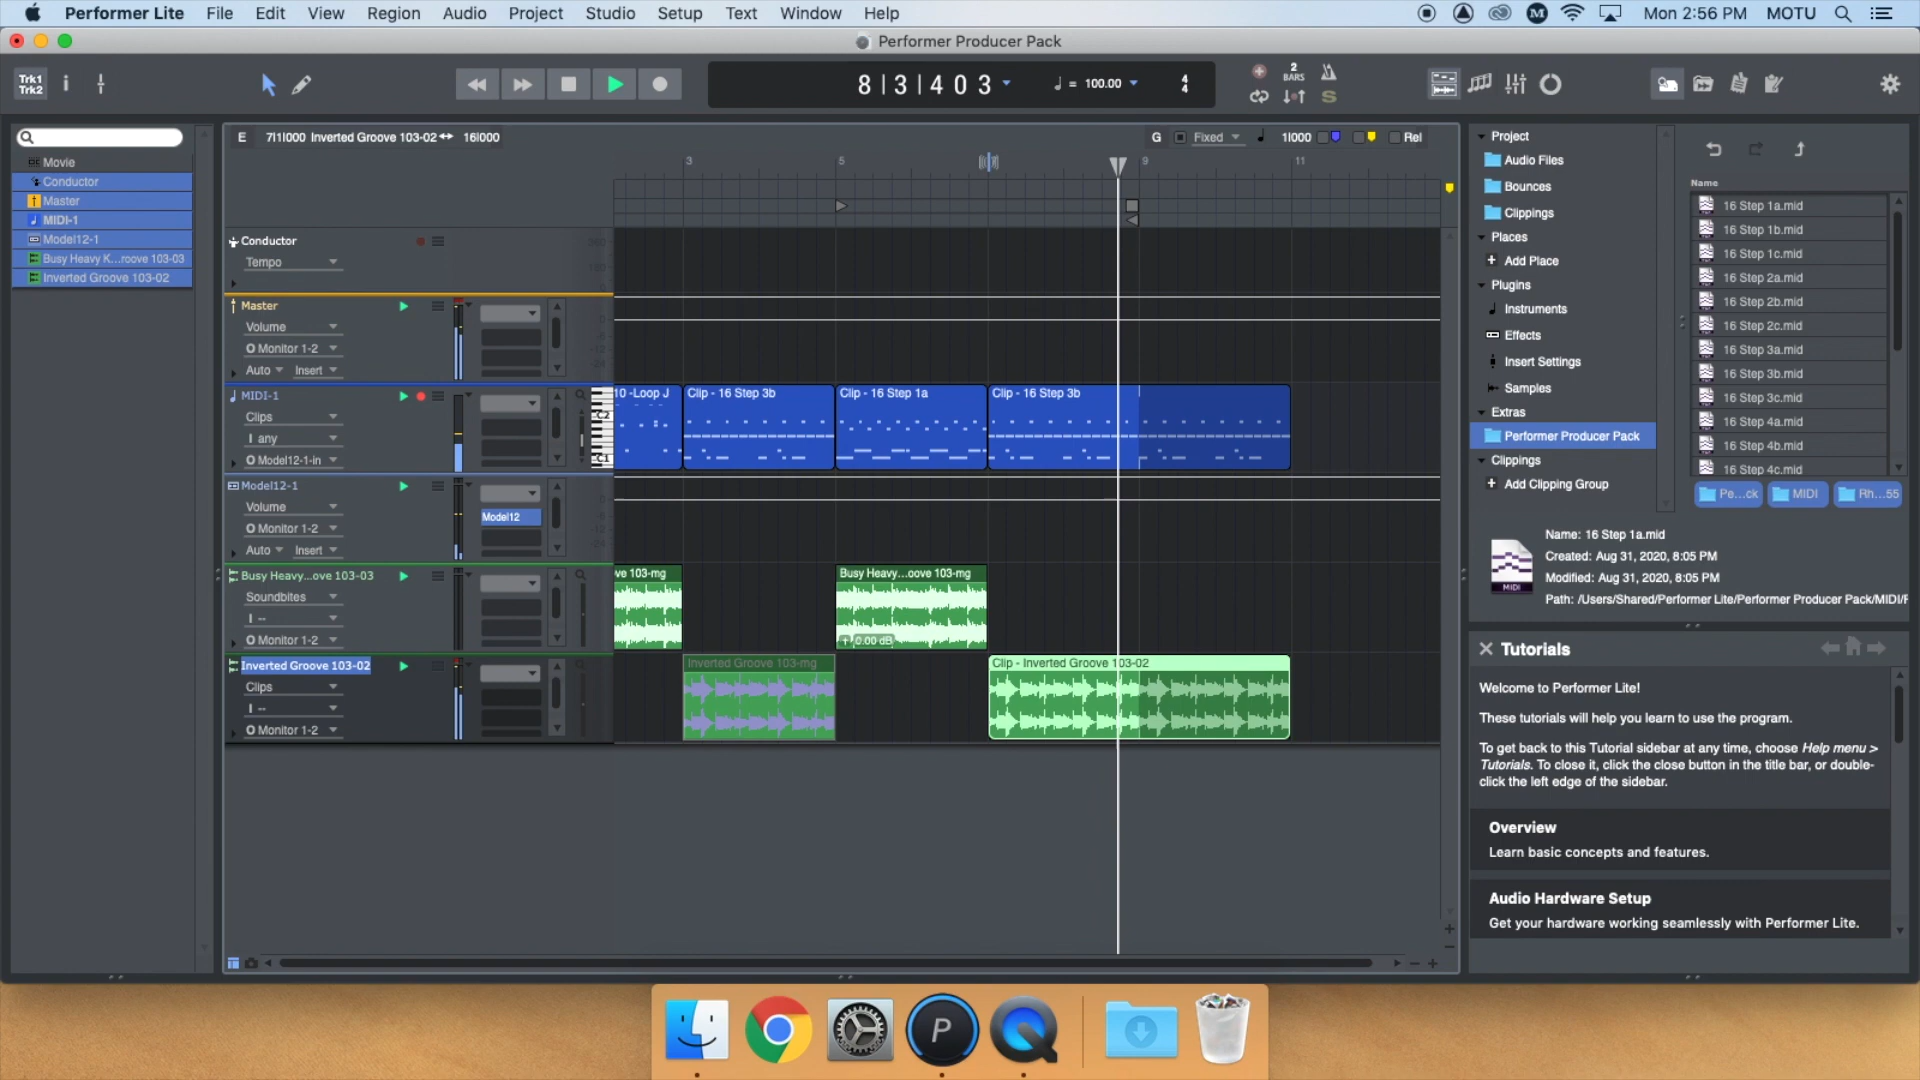 Performer Lite File Edit View Region Audio Project Studio Setup Text Window Help
Mon 2:56 PM MOTU
Performer Producer Pack
Trk1
Trk2
8|3|403
= 100.00
4
4
2
BARS
S
E 7|1|000 Inverted Groove 103-02 16|000
G Fixed 1|000 Rel
3 5 7 9 11
Movie
Conductor
Master
MIDI-1
Model12-1
Busy Heavy K...roove 103-03
Inverted Groove 103-02
Conductor
Tempo
Master
Volume
O Monitor 1-2
Auto Insert
MIDI-1
Clips
I any
O Model12-1-in
C2
C1
10 -Loop J
Clip - 16 Step 3b
Clip - 16 Step 1a
Clip - 16 Step 3b
Model12-1
Volume
O Monitor 1-2
Auto Insert
Model12
Busy Heavy...ove 103-03
Soundbites
I --
O Monitor 1-2
ve 103-mg
Busy Heavy...oove 103-mg
0.00 dB
Inverted Groove 103-02
Clips
I --
O Monitor 1-2
Inverted Groove 103-mg
Clip - Inverted Groove 103-02
Project
Audio Files
Bounces
Clippings
Places
+ Add Place
Plugins
Instruments
Effects
Insert Settings
Samples
Extras
Performer Producer Pack
Clippings
+ Add Clipping Group
Name
16 Step 1a.mid
16 Step 1b.mid
16 Step 1c.mid
16 Step 2a.mid
16 Step 2b.mid
16 Step 2c.mid
16 Step 3a.mid
16 Step 3b.mid
16 Step 3c.mid
16 Step 4a.mid
16 Step 4b.mid
16 Step 4c.mid
Pe...ck MIDI Rh...55
MIDI
Name: 16 Step 1a.mid
Created: Aug 31, 2020, 8:05 PM
Modified: Aug 31, 2020, 8:05 PM
Path: /Users/Shared/Performer Lite/Performer Producer Pack/MIDI/
Tutorials
Welcome to Performer Lite!
These tutorials will help you learn to use the program.
To get back to this Tutorial sidebar at any time, choose Help menu >
Tutorials. To close it, click the close button in the title bar, or double-
click the left edge of the sidebar.
Overview
Learn basic concepts and features.
Audio Hardware Setup
Get your hardware working seamlessly with Performer Lite.
P